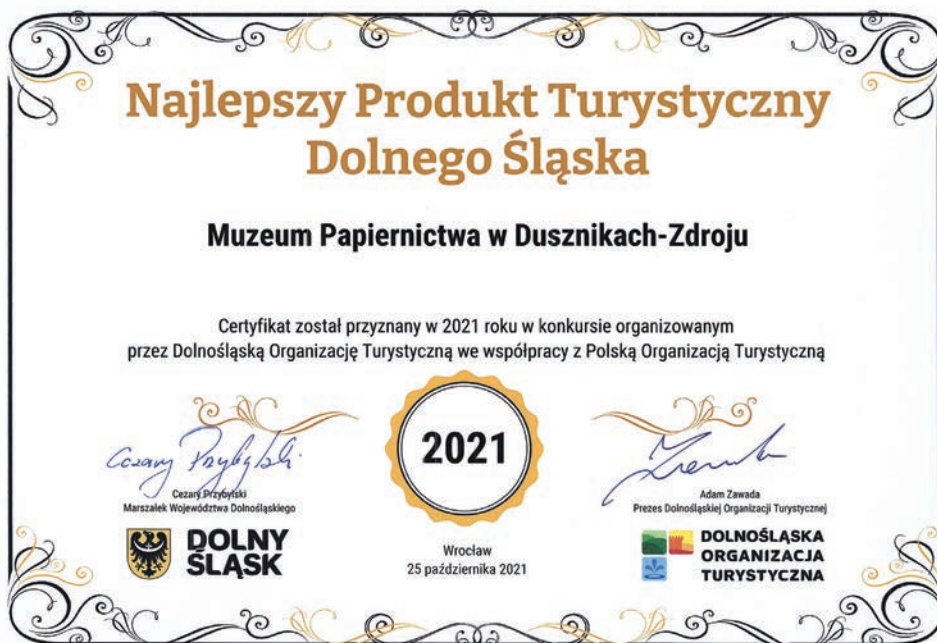 Najlepszy Produkt Turystyczny
Dolnego Śląska
Muzeum Papiernictwa w Dusznikach-Zdroju
Certyfikat został przyznany w 2021 roku w konkursie organizowanym
przez Dolnośląską Organizację Turystyczną we współpracy z Polską Organizacją Turystyczną
2021
Cezary Przybylski
Cezary Przybylski
Marszałek Województwa Dolnośląskiego
Adam Zawada
Prezes Dolnośląskiej Organizacji Turystycznej
DOLNY
ŚLĄSK
Wrocław
25 października 2021
DOLNOŚLĄSKA
ORGANIZACJA
TURYSTYCZNA